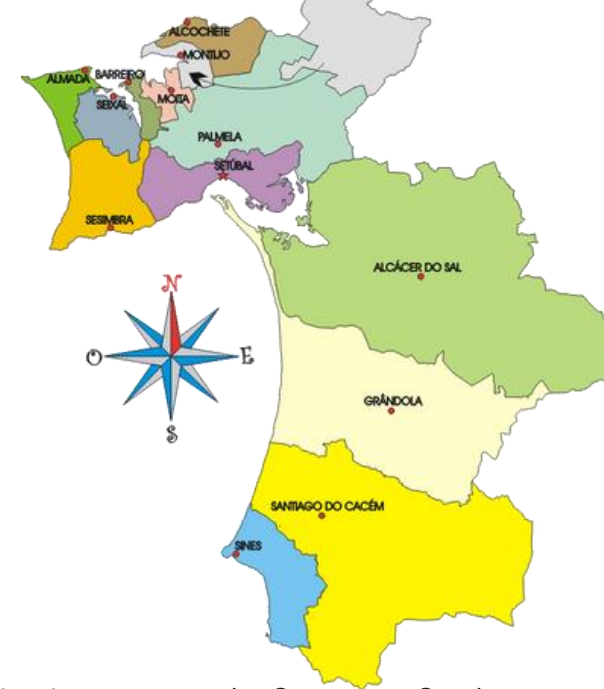 ALCOCHETE
MONTIJO
ALMADA
BARREIRO
SEIXAL
MOITA
PALMELA
SETÚBAL
SESIMBRA
ALCÁCER DO SAL
N
O
E
S
GRÂNDOLA
SANTIAGO DO CACÉM
SINES